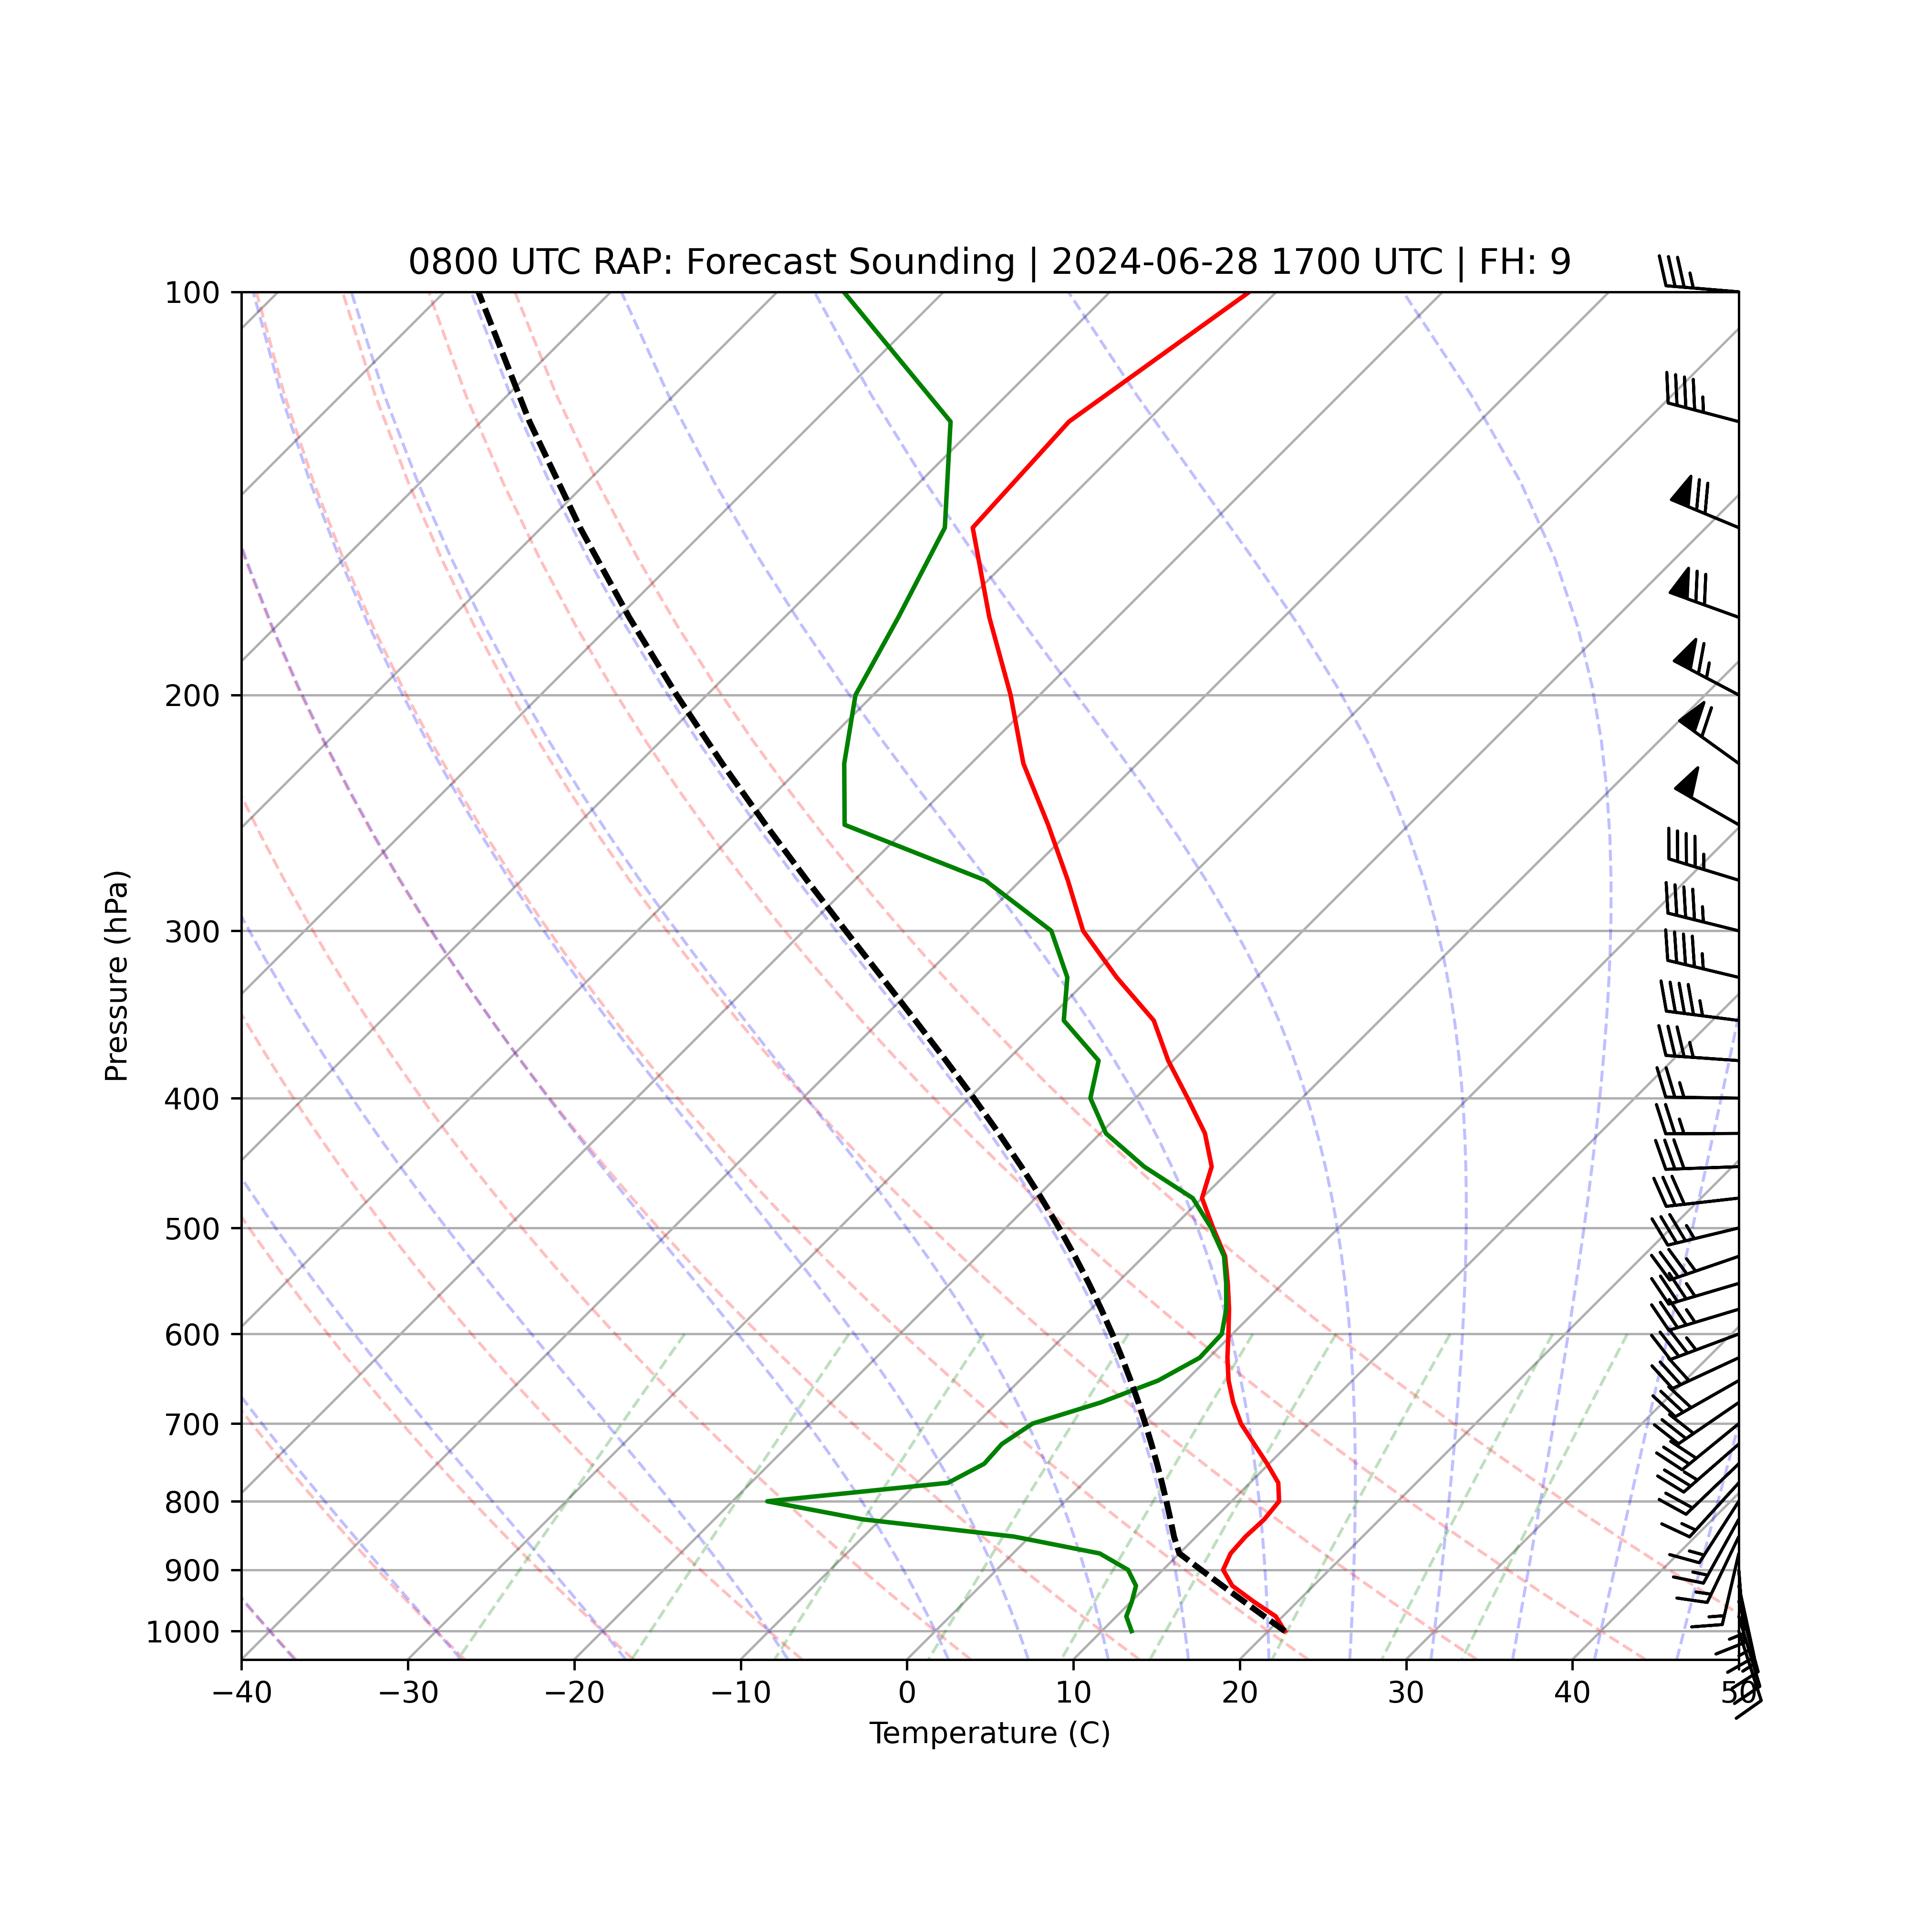 0800 UTC RAP: Forecast Sounding | 2024-06-28 1700 UTC | FH: 9
100
200
300
400
500
600
700
800
900
1000
Pressure (hPa)
−40 −30 −20 −10 0 10 20 30 40 50
Temperature (C)